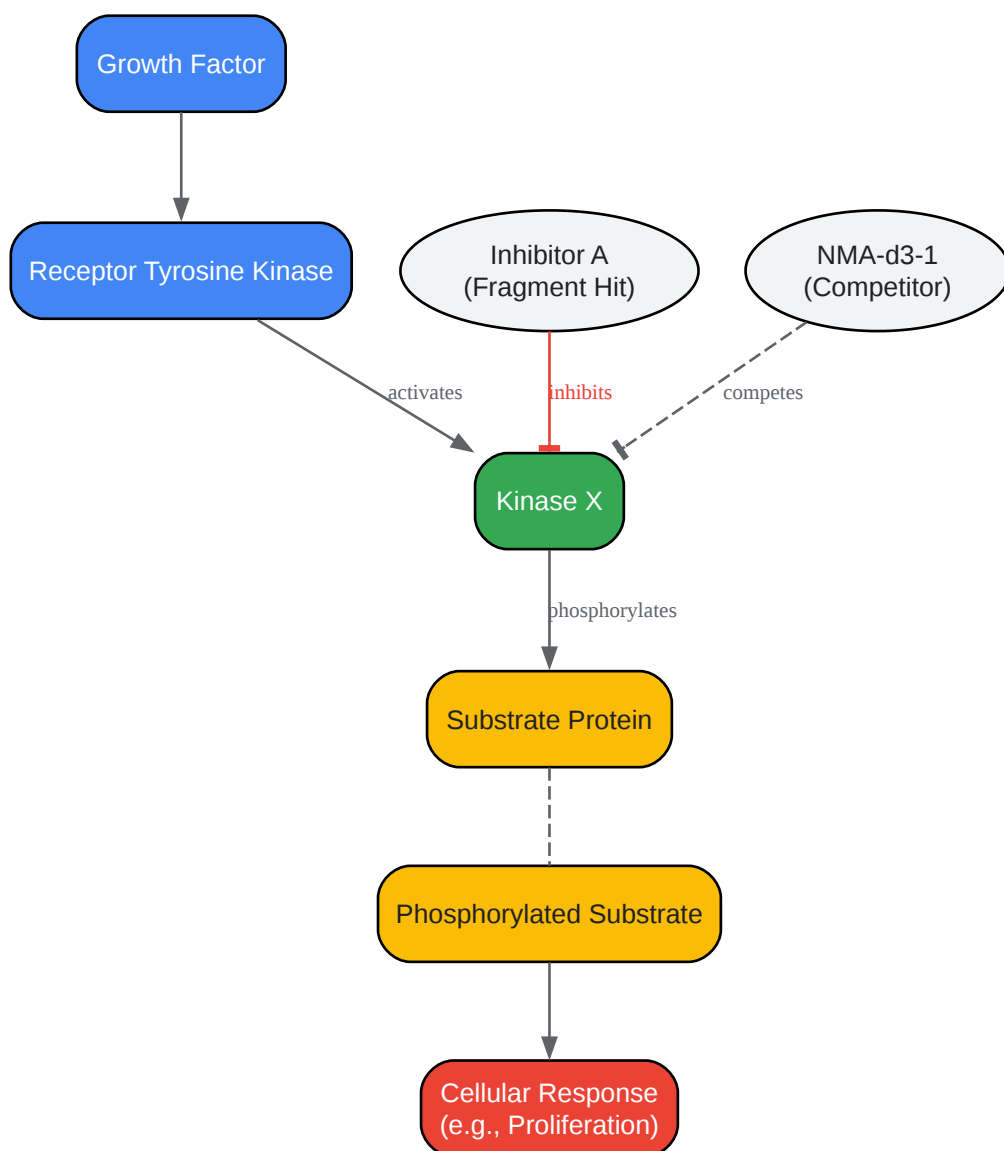 Growth Factor
Receptor Tyrosine Kinase
Inhibitor A
(Fragment Hit)
NMA-d3-1
(Competitor)
activates
inhibits
competes
Kinase X
phosphorylates
Substrate Protein
Phosphorylated Substrate
Cellular Response
(e.g., Proliferation)